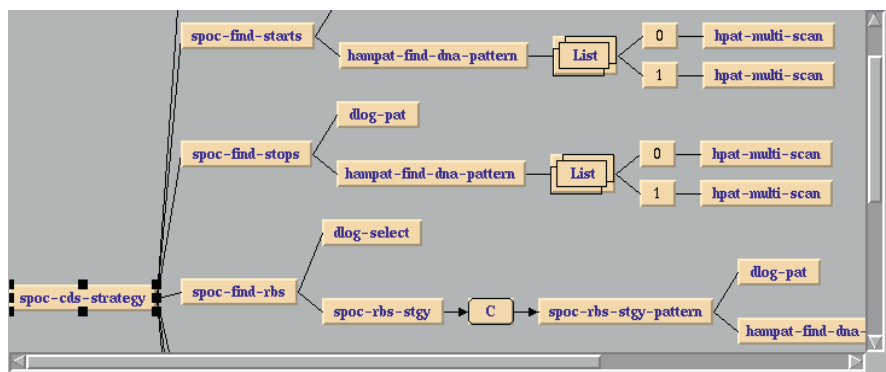 spoc-find-starts
0
hpat-multi-scan
hampat-find-dna-pattern
List
1
hpat-multi-scan
dlog-pat
spoc-find-stops
0
hpat-multi-scan
hampat-find-dna-pattern
List
1
hpat-multi-scan
dlog-select
dlog-pat
spoc-find-rbs
spoc-cds-strategy
spoc-rbs-stgy
C
spoc-rbs-stgy-pattern
hampat-find-dna-